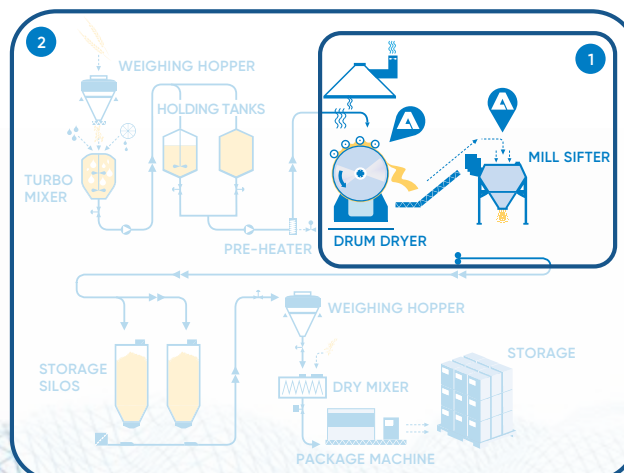 2
1
WEIGHING HOPPER
HOLDING TANKS
MILL SIFTER
TURBO
MIXER
DRUM DRYER
PRE-HEATER
WEIGHING HOPPER
STORAGE
STORAGE
SILOS
DRY MIXER
PACKAGE MACHINE